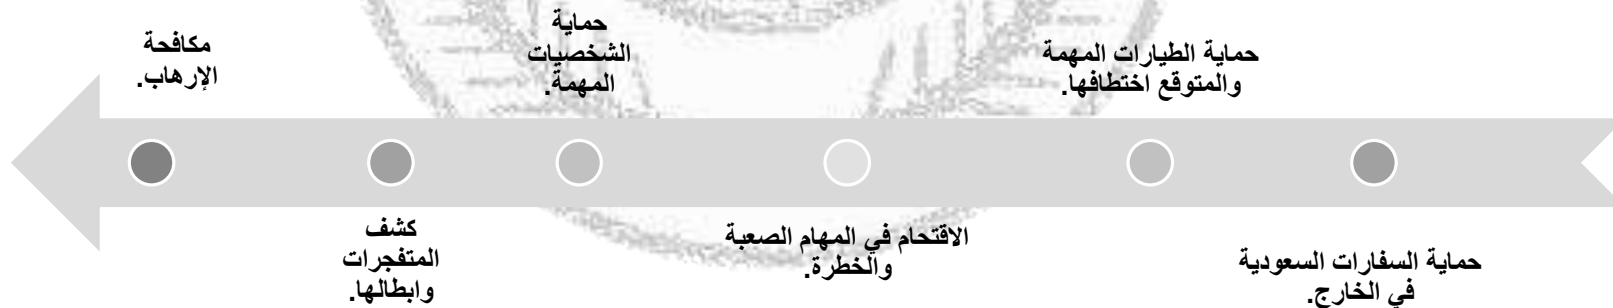 حماية السفارات السعودية
في الخارج.
حماية الطيارات المهمة
والمتوقع اختطافها.
الاقتحام في المهام الصعبة
والخطرة.
حماية
الشخصيات
المهمة.
كشف
المتفجرات
وابطالها.
مكافحة
الإرهاب.